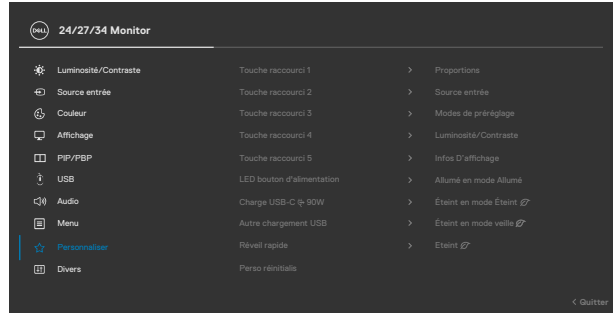 DELL 24/27/34 Monitor
Luminosité/Contraste Touche raccourci 1 > Proportions
Source entrée Touche raccourci 2 > Source entrée
Couleur Touche raccourci 3 > Modes de préréglage
Affichage Touche raccourci 4 > Luminosité/Contraste
PIP/PBP Touche raccourci 5 > Infos D'affichage
USB LED bouton d'alimentation > Allumé en mode Allumé
Audio Charge USB-C 90W > Éteint en mode Éteint
Menu Autre chargement USB > Éteint en mode veille
Personnaliser Réveil rapide > Eteint
Divers Perso réinitialis
< Quitter